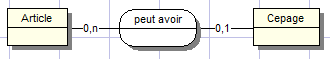 Article
0,n
peut avoir
0,1
Cepage